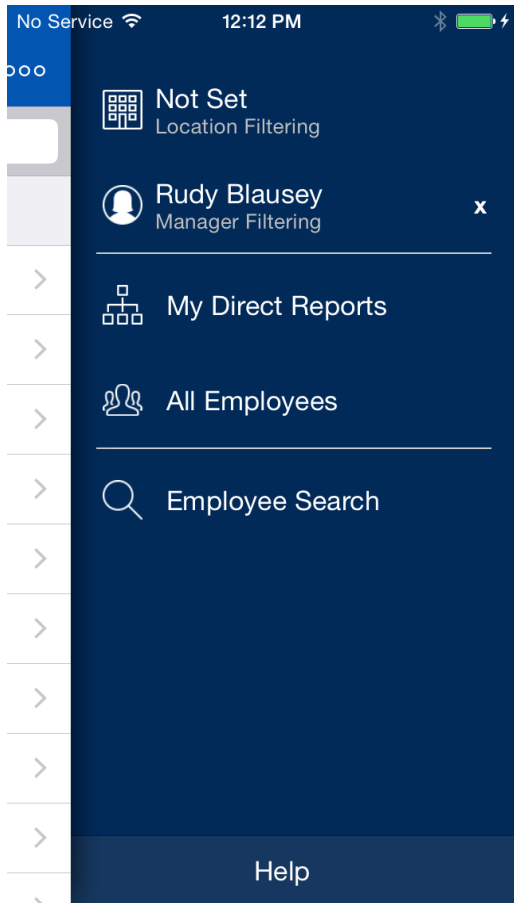 No Service 12:12 PM
Not Set
Location Filtering
Rudy Blausey
Manager Filtering
x
My Direct Reports
All Employees
Employee Search
Help